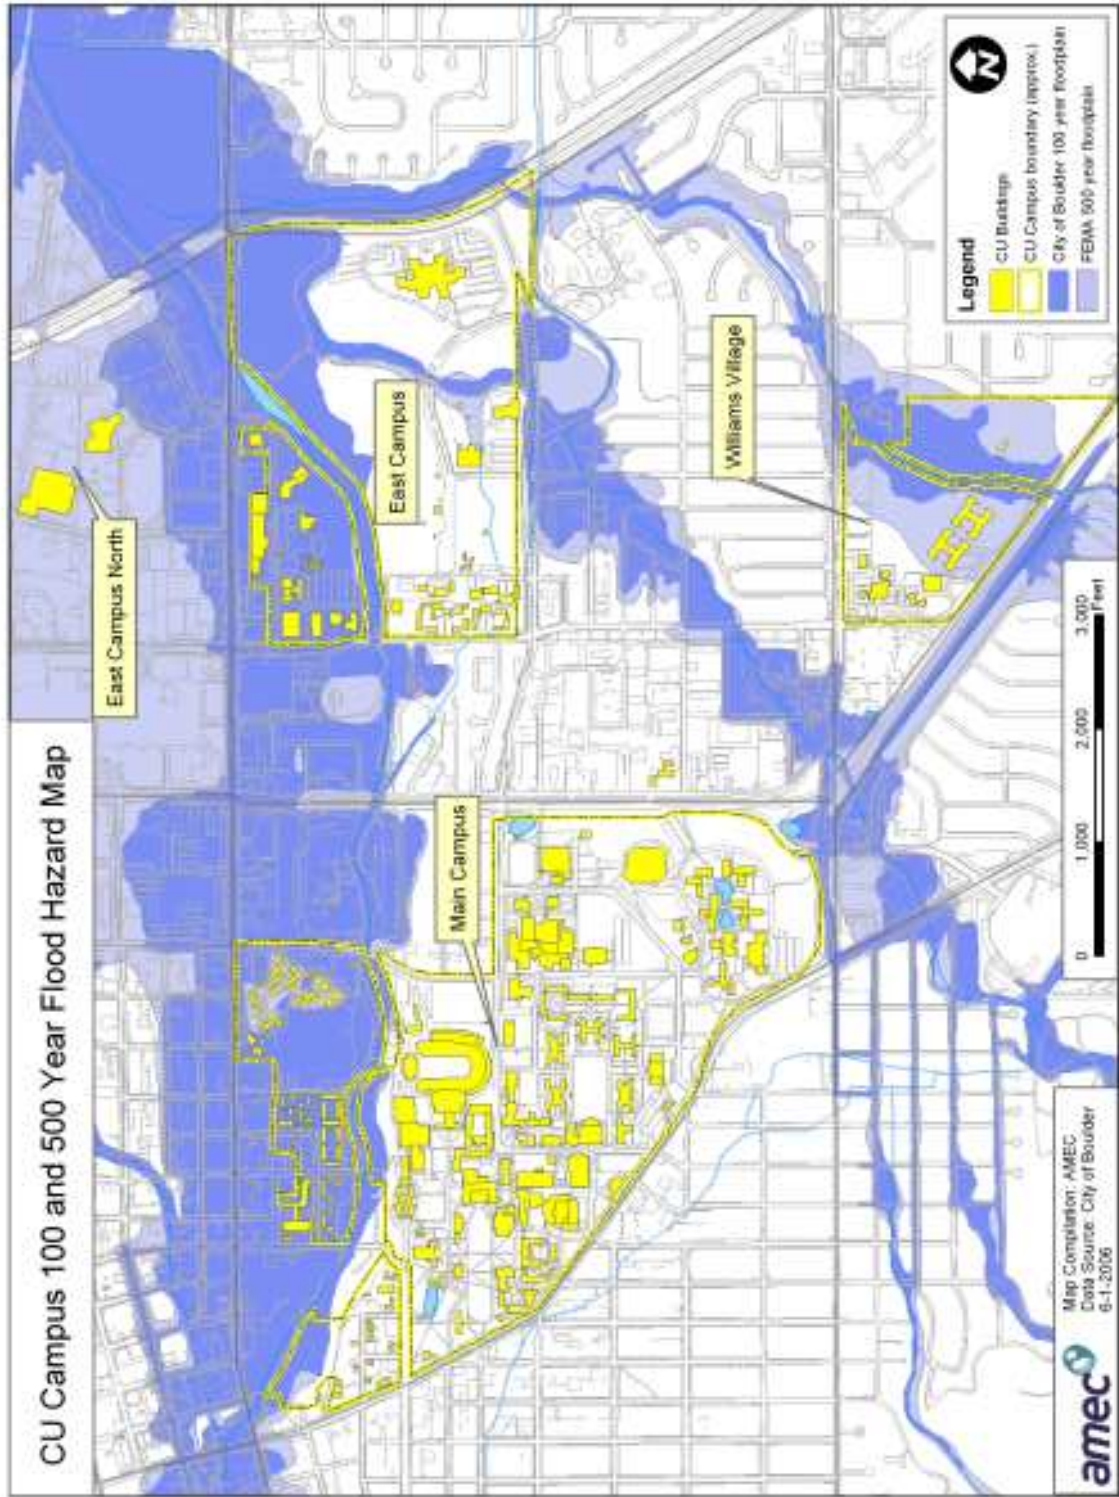 CU Campus 100 and 500 Year Flood Hazard Map
East Campus North
East Campus
Main Campus
Williams Village
N
Legend
CU Buildings
CU Campus boundary (approx.)
City of Boulder 100 year floodplain
FEMA 500 year floodplain
0 1,000 2,000 3,000
Feet
amec
Map Compilation: AMEC
Data Source: City of Boulder
6-1-2006